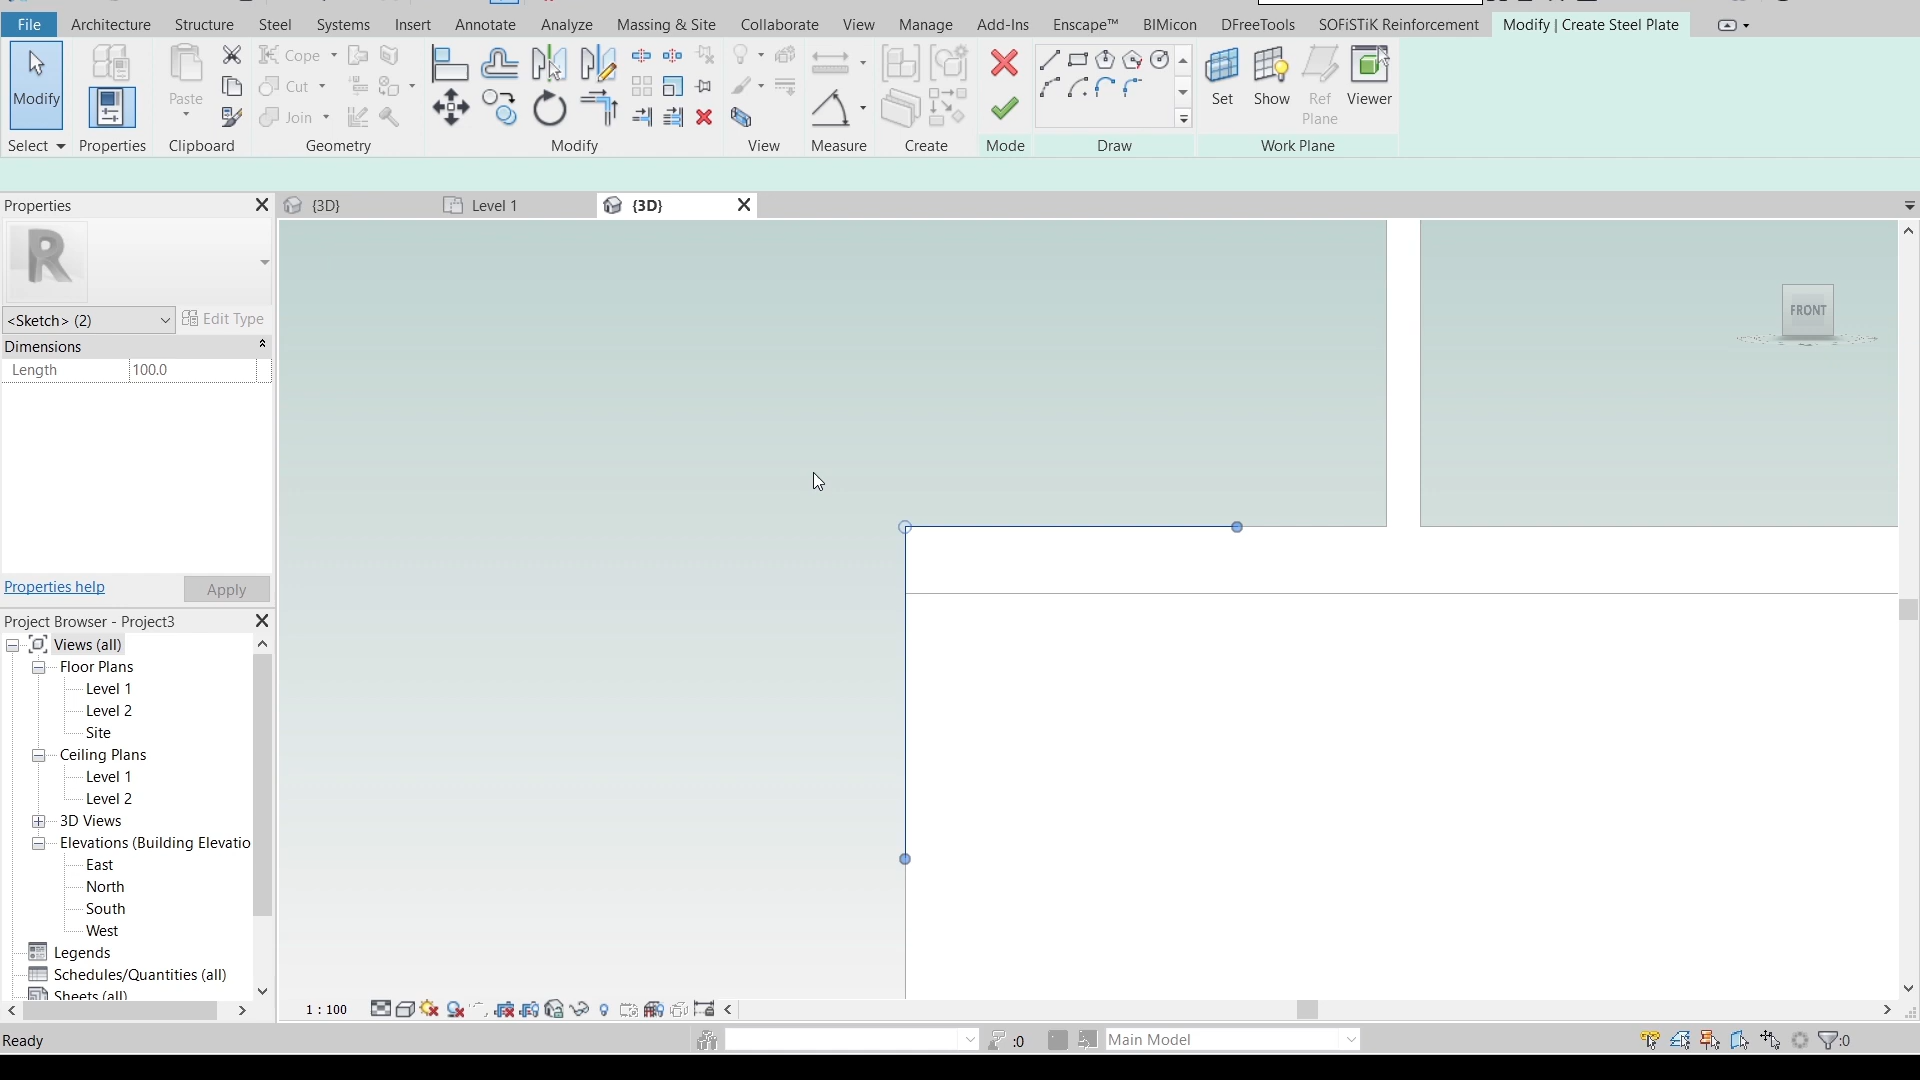 File Architecture Structure Steel Systems Insert Annotate Analyze Massing & Site Collaborate View Manage Add-Ins Enscape™ BIMicon DFreeTools SOFiSTiK Reinforcement Modify | Create Steel Plate
Cope
Cut
Join
Modify
Paste
Set Show Ref Plane Viewer
Select Properties Clipboard Geometry Modify View Measure Create Mode Draw Work Plane
Properties
{3D} Level 1 {3D}
R
<Sketch> (2) Edit Type
Dimensions
Length 100.0
FRONT
Properties help Apply
Project Browser - Project3
Views (all)
Floor Plans
Level 1
Level 2
Site
Ceiling Plans
Level 1
Level 2
3D Views
Elevations (Building Elevatio
East
North
South
West
Legends
Schedules/Quantities (all)
Sheets (all)
1 : 100
Ready :0 Main Model :0